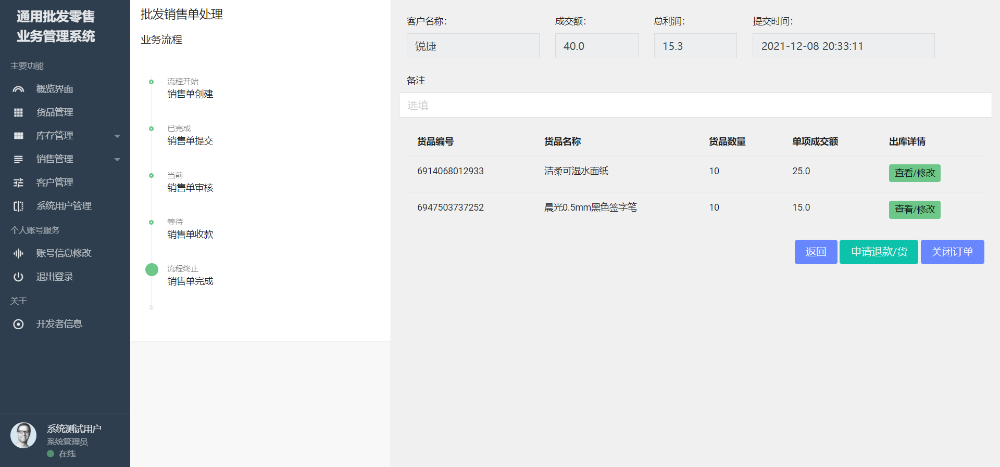 通用批发零售
业务管理系统
主要功能
概览界面
货品管理
库存管理
销售管理
客户管理
系统用户管理
个人账号服务
账号信息修改
退出登录
关于
开发者信息
系统测试用户
系统管理员
在线
批发销售单处理
业务流程
流程开始
销售单创建
已完成
销售单提交
当前
销售单审核
等待
销售单收款
流程终止
销售单完成
客户名称: 成交额: 总利润: 提交时间:
锐捷 40.0 15.3 2021-12-08 20:33:11
备注
选填
货品编号 货品名称 货品数量 单项成交额 出库详情
6914068012933 洁柔可湿水面纸 10 25.0 查看/修改
6947503737252 晨光0.5mm黑色签字笔 10 15.0 查看/修改
返回 申请退款/货 关闭订单